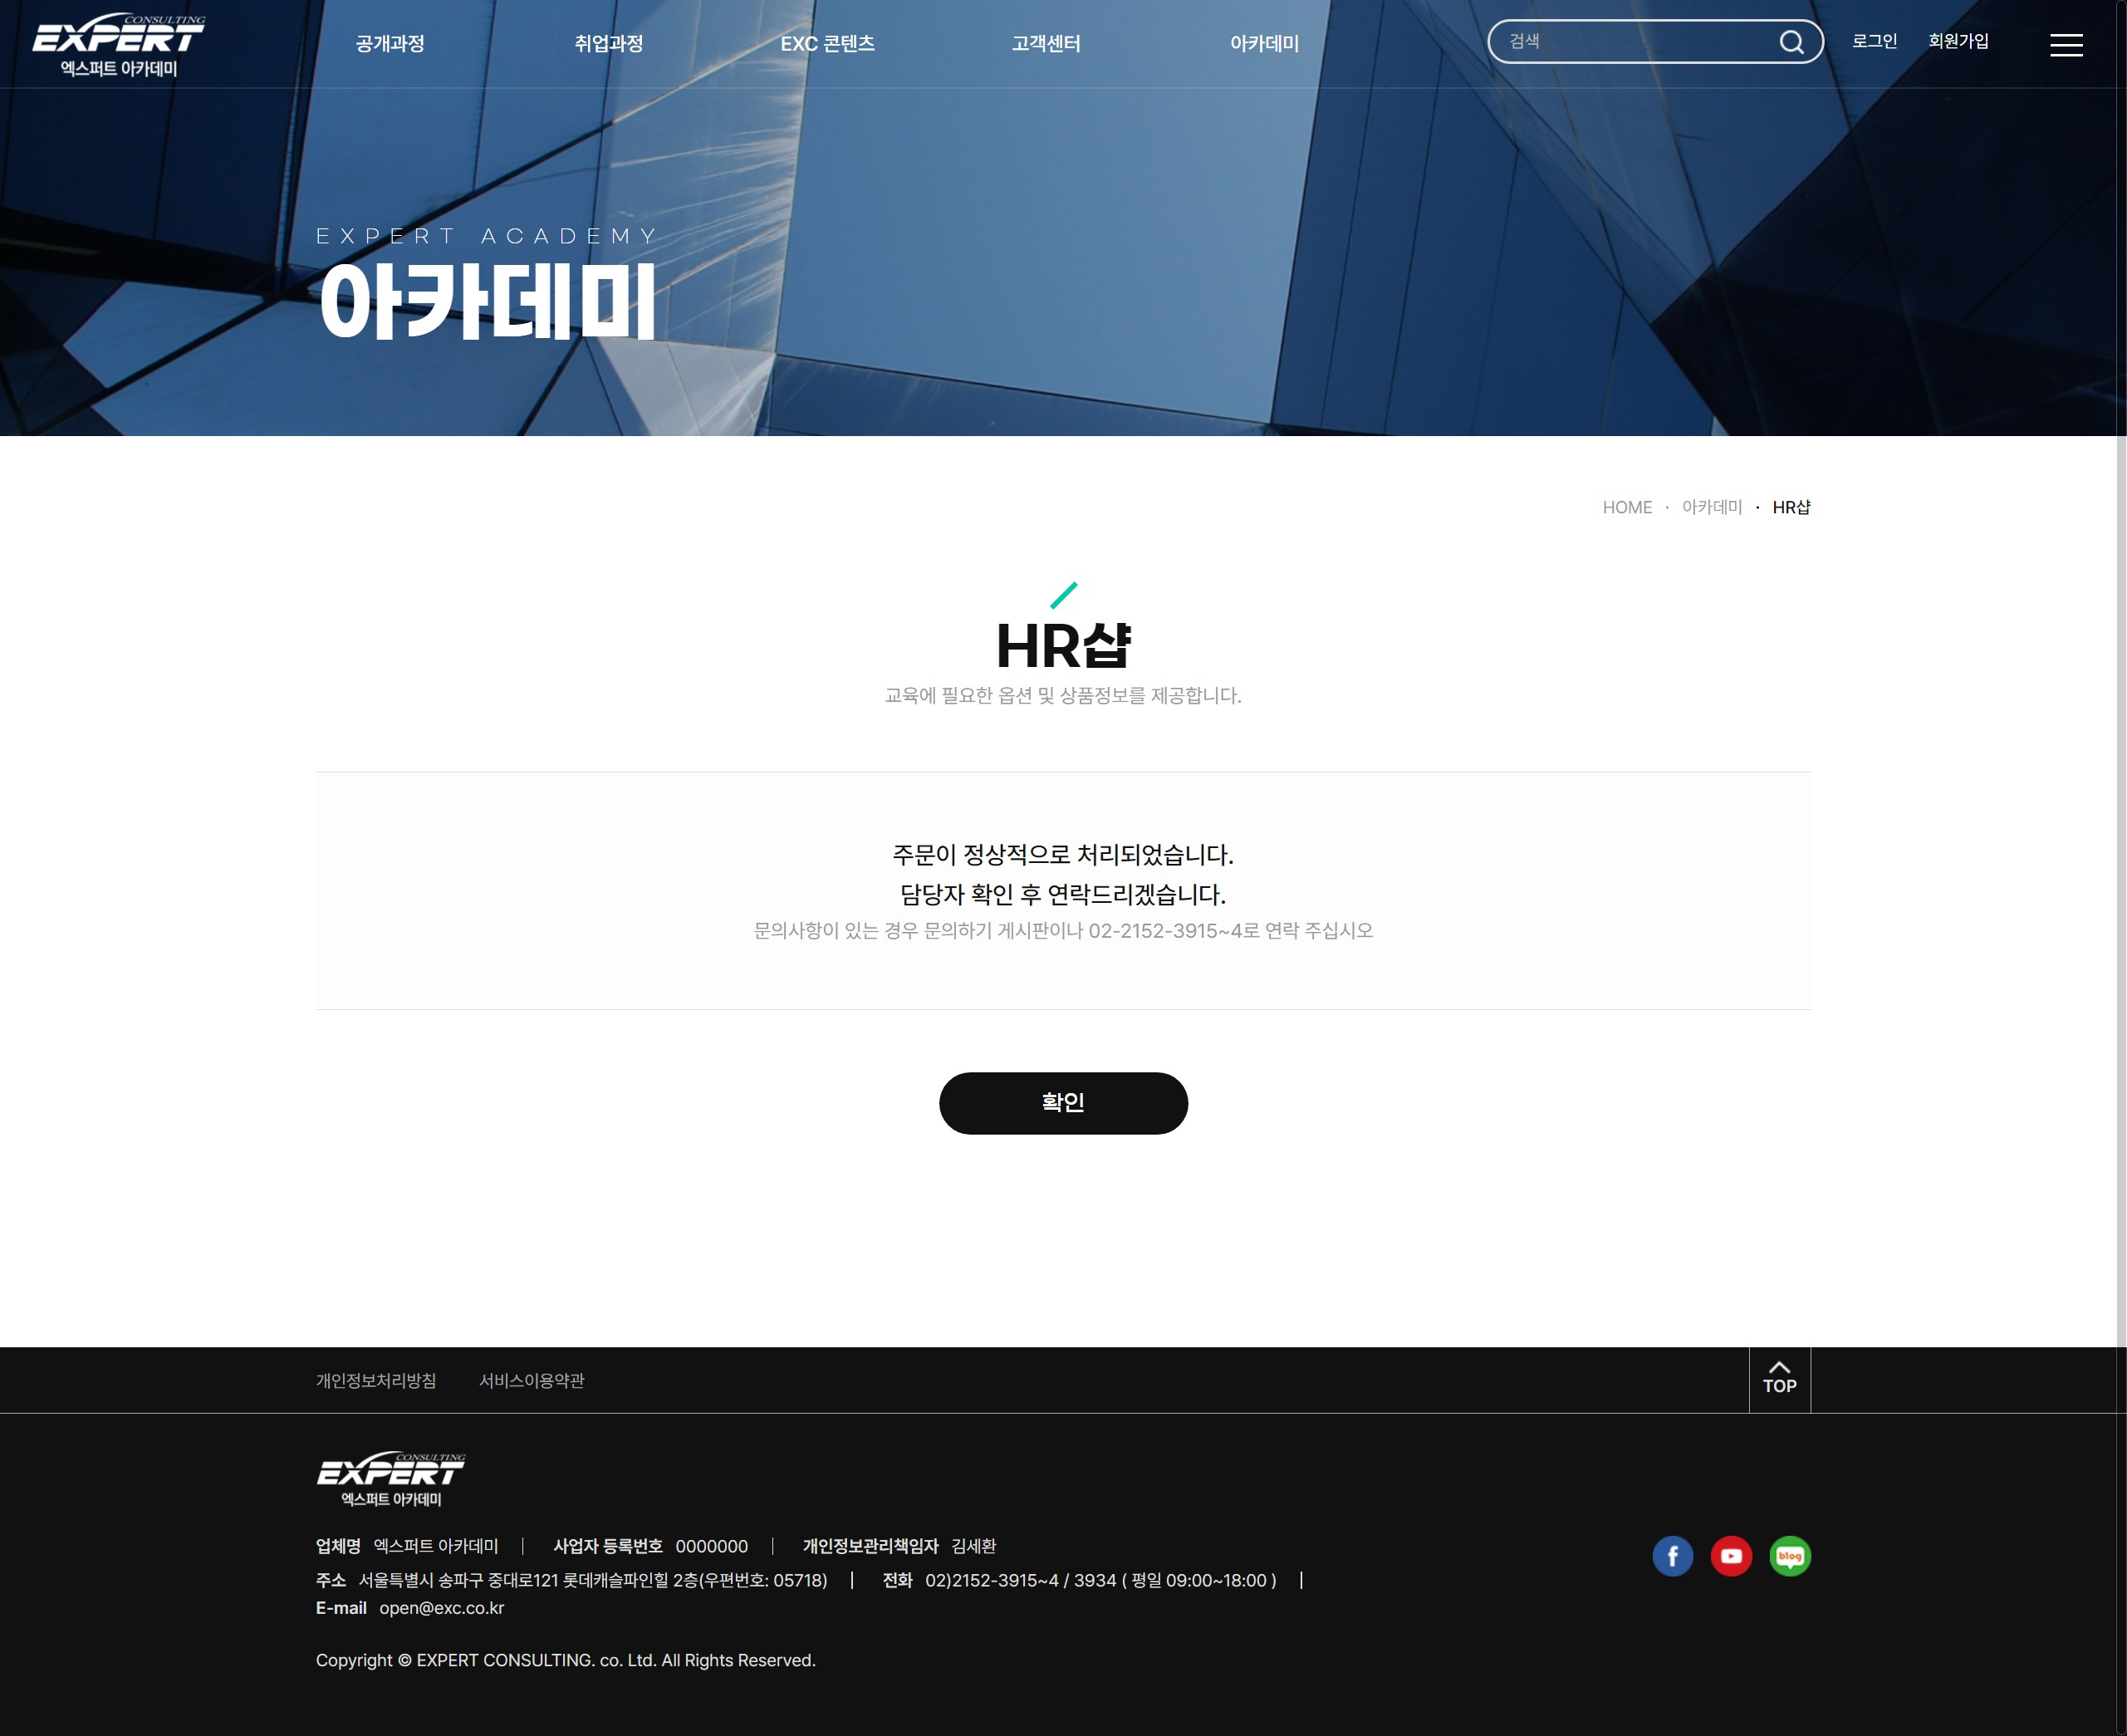 CONSULTING
EXPERT
엑스퍼트 아카데미
공개과정 취업과정 EXC 콘텐츠 고객센터 아카데미
검색
로그인 회원가입
EXPERT ACADEMY
아카데미
HOME · 아카데미 · HR샵
HR샵
교육에 필요한 옵션 및 상품정보를 제공합니다.
주문이 정상적으로 처리되었습니다.
담당자 확인 후 연락드리겠습니다.
문의사항이 있는 경우 문의하기 게시판이나 02-2152-3915~4로 연락 주십시오
확인
개인정보처리방침 서비스이용약관
TOP
CONSULTING
EXPERT
엑스퍼트 아카데미
업체명 엑스퍼트 아카데미 | 사업자 등록번호 0000000 | 개인정보관리책임자 김세환
주소 서울특별시 송파구 중대로121 롯데캐슬파인힐 2층(우편번호: 05718) | 전화 02)2152-3915~4 / 3934 ( 평일 09:00~18:00 ) |
E-mail open@exc.co.kr
f
blog
Copyright © EXPERT CONSULTING. co. Ltd. All Rights Reserved.